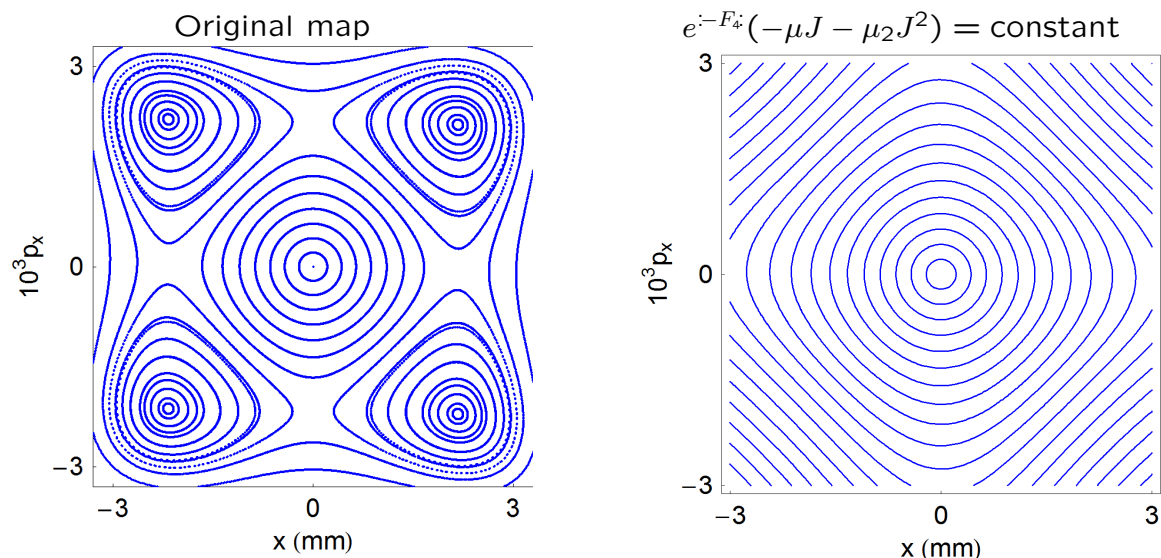 Original map
3
0
−3
10³pₓ
−3
0
3
x (mm)
e^{:−F₄:}(−μJ − μ₂J²) = constant
3
0
−3
10³pₓ
−3
0
3
x (mm)